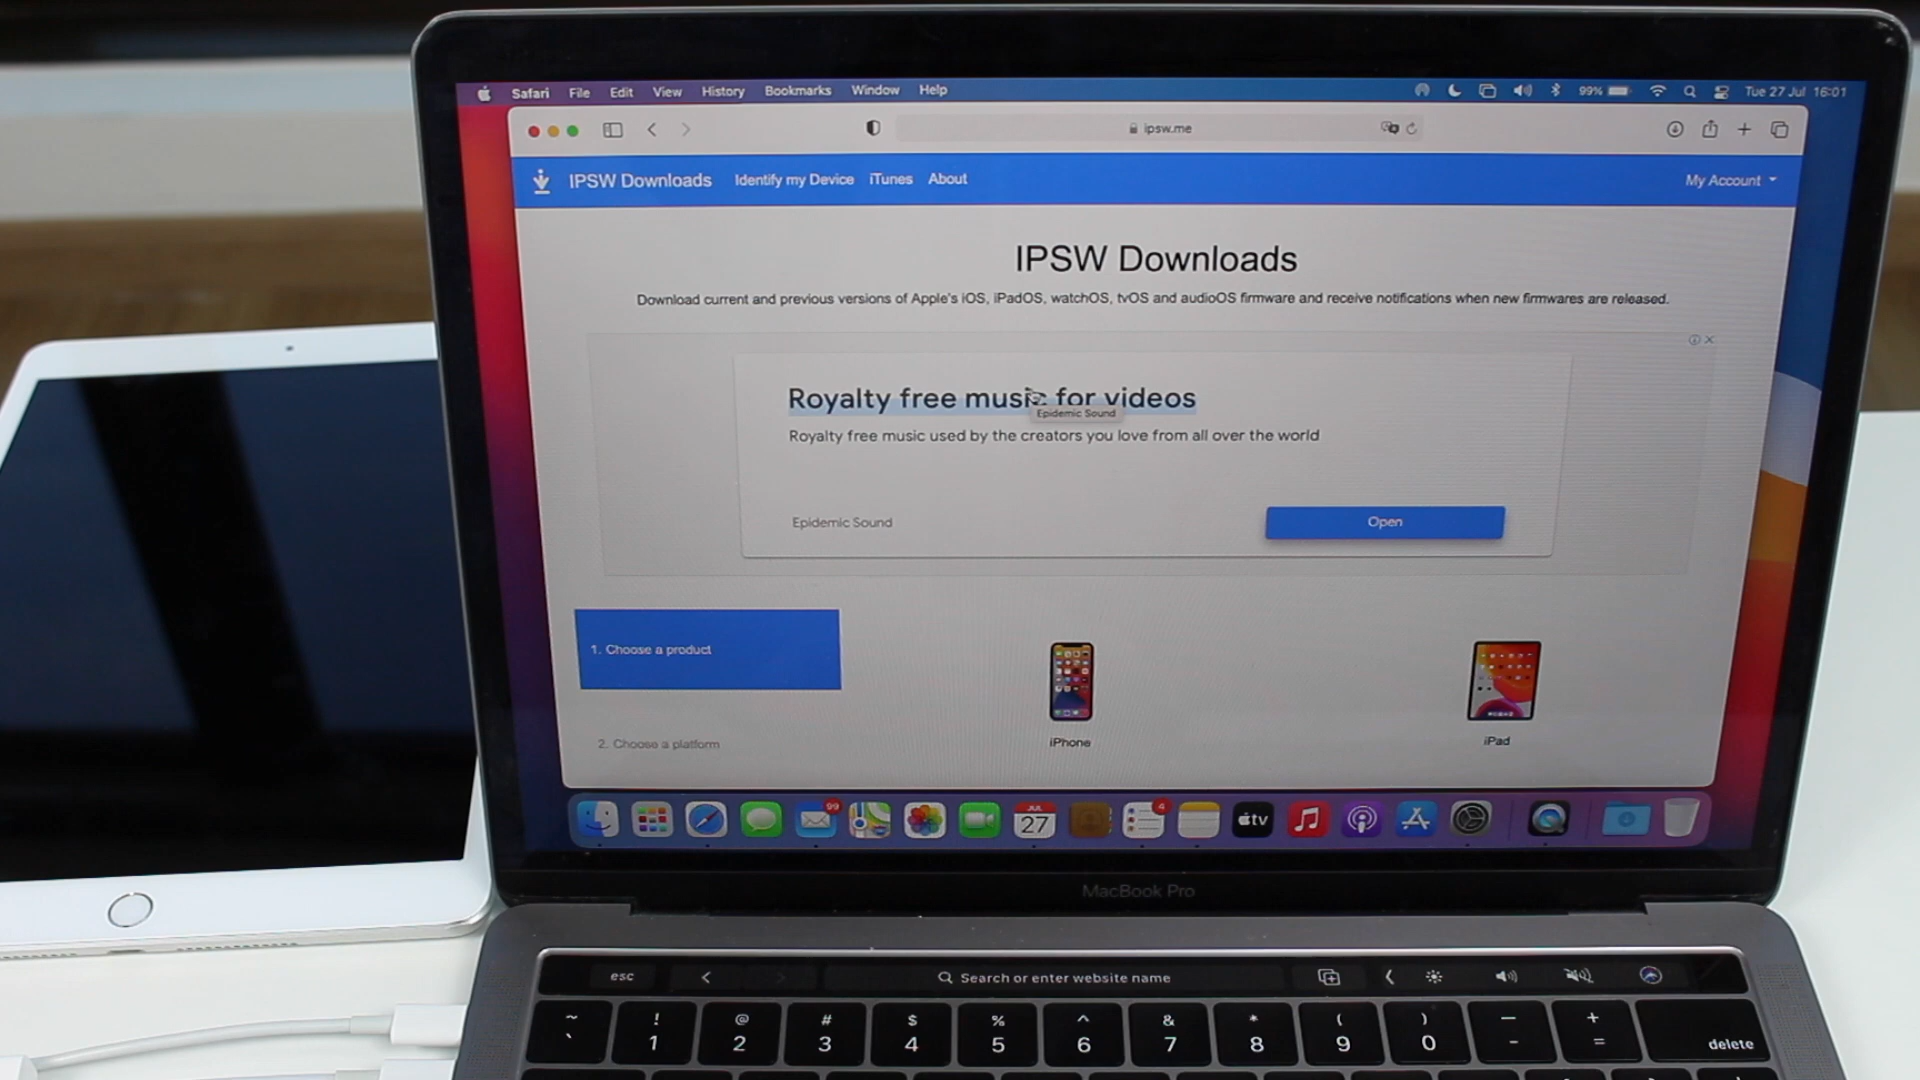 Safari File Edit View History Bookmarks Window Help 99% Tue 27 Jul 16:01
ipsw.me
IPSW Downloads Identify my Device iTunes About My Account
IPSW Downloads
Download current and previous versions of Apple's iOS, iPadOS, watchOS, tvOS and audioOS firmware and receive notifications when new firmwares are released.
Royalty free music for videos
Epidemic Sound
Royalty free music used by the creators you love from all over the world
Epidemic Sound Open
1. Choose a product
2. Choose a platform
iPhone
iPad
99
JUL
27
4
tv
MacBook Pro
esc Search or enter website name
~ ! @ # $ % ^ & * ( ) — +
` 1 2 3 4 5 6 7 8 9 0 - = delete